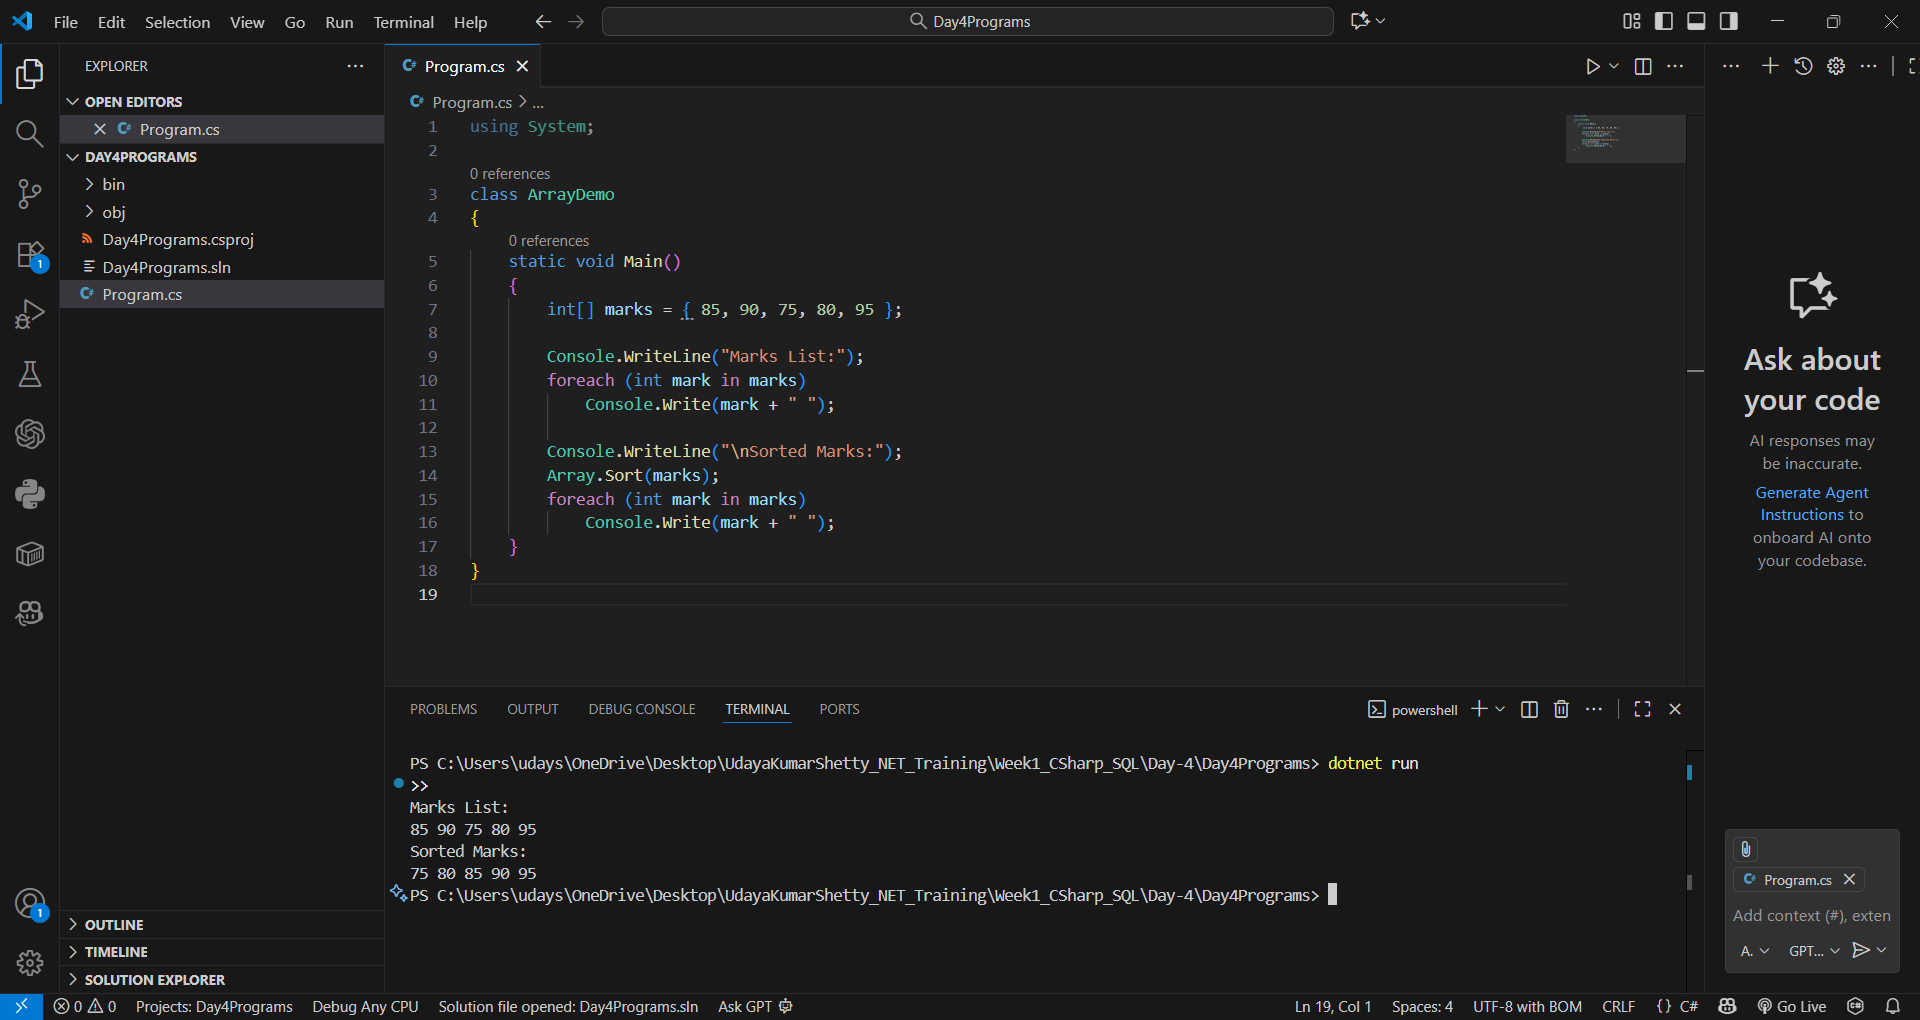 File Edit Selection View Go Run Terminal Help
Day4Programs
EXPLORER
OPEN EDITORS
Program.cs
DAY4PROGRAMS
bin
obj
Day4Programs.csproj
Day4Programs.sln
Program.cs
OUTLINE
TIMELINE
SOLUTION EXPLORER
1
1
Program.cs
Program.cs > ...
1 using System;
2
0 references
3 class ArrayDemo
4 {
0 references
5 static void Main()
6 {
7 int[] marks = { 85, 90, 75, 80, 95 };
8
9 Console.WriteLine("Marks List:");
10 foreach (int mark in marks)
11 Console.Write(mark + " ");
12
13 Console.WriteLine("\nSorted Marks:");
14 Array.Sort(marks);
15 foreach (int mark in marks)
16 Console.Write(mark + " ");
17 }
18 }
19
PROBLEMS OUTPUT DEBUG CONSOLE TERMINAL PORTS
powershell
PS C:\Users\udays\OneDrive\Desktop\UdayaKumarShetty_NET_Training\Week1_CSharp_SQL\Day-4\Day4Programs> dotnet run
>>
Marks List:
85 90 75 80 95
Sorted Marks:
75 80 85 90 95
PS C:\Users\udays\OneDrive\Desktop\UdayaKumarShetty_NET_Training\Week1_CSharp_SQL\Day-4\Day4Programs>
Ask about
your code
AI responses may
be inaccurate.
Generate Agent
Instructions to
onboard AI onto
your codebase.
Program.cs
Add context (#), exten
A. GPT...
0 0 Projects: Day4Programs Debug Any CPU Solution file opened: Day4Programs.sln Ask GPT
Ln 19, Col 1 Spaces: 4 UTF-8 with BOM CRLF {} C# Go Live